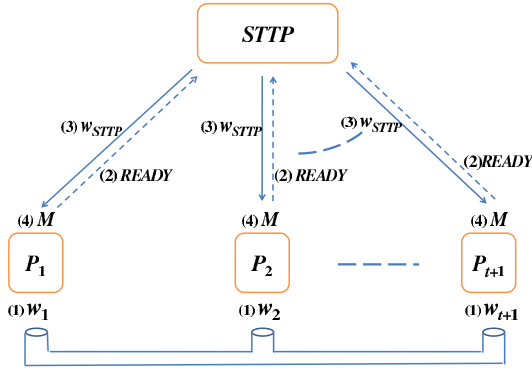 STTP
(3) wSTTP (3) wSTTP (3) wSTTP
(2) READY (2) READY (2)READY
(4) M (4) M (4) M
P1 P2 Pt+1
(1) w1 (1) w2 (1) wt+1